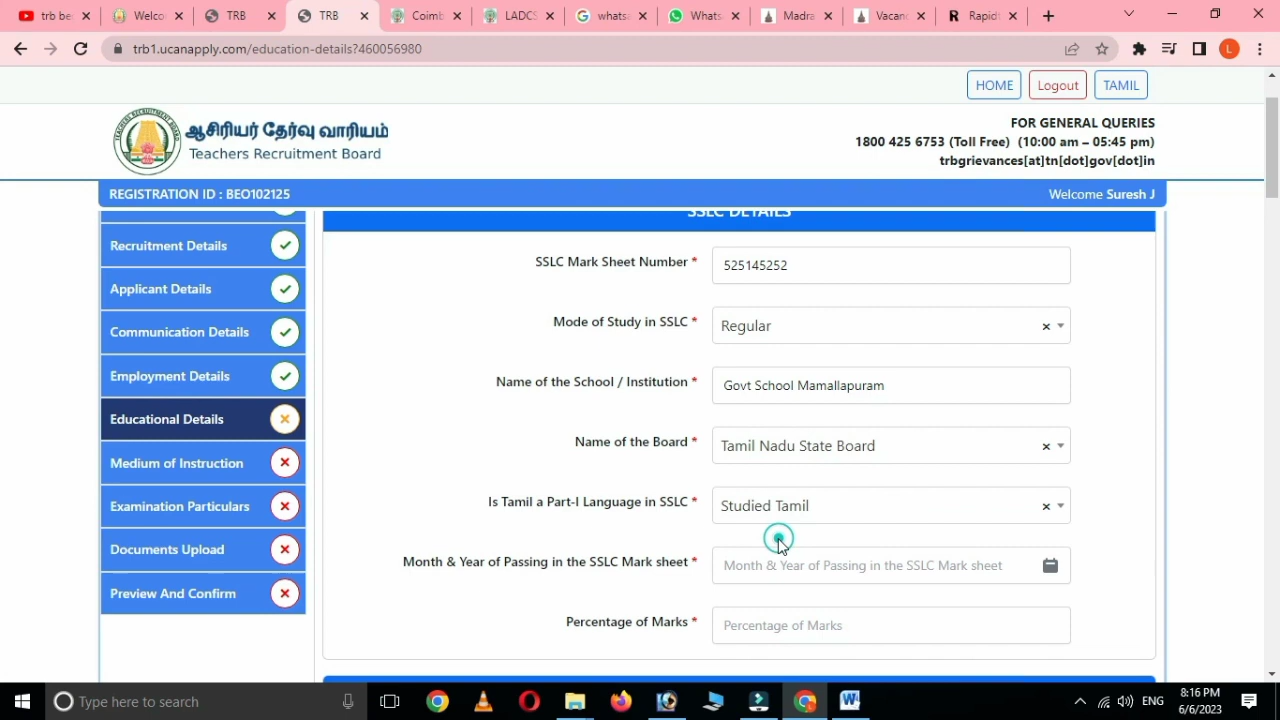 trb be
Welco
TRB
TRB
Coimb
LADCS
whatsa
Whats
Madra
Vacan
Rapid
trb1.ucanapply.com/education-details?460056980
L
HOME
Logout
TAMIL
ஆசிரியர் தேர்வு வாரியம்
Teachers Recruitment Board
FOR GENERAL QUERIES
1800 425 6753 (Toll Free) (10:00 am – 05:45 pm)
trbgrievances[at]tn[dot]gov[dot]in
REGISTRATION ID : BEO102125
Welcome Suresh J
SSLC DETAILS
Recruitment Details
Applicant Details
Communication Details
Employment Details
Educational Details
Medium of Instruction
Examination Particulars
Documents Upload
Preview And Confirm
SSLC Mark Sheet Number *
525145252
Mode of Study in SSLC *
Regular
Name of the School / Institution *
Govt School Mamallapuram
Name of the Board *
Tamil Nadu State Board
Is Tamil a Part-I Language in SSLC *
Studied Tamil
Month & Year of Passing in the SSLC Mark sheet *
Month & Year of Passing in the SSLC Mark sheet
Percentage of Marks *
Percentage of Marks
Type here to search
ENG
8:16 PM
6/6/2023